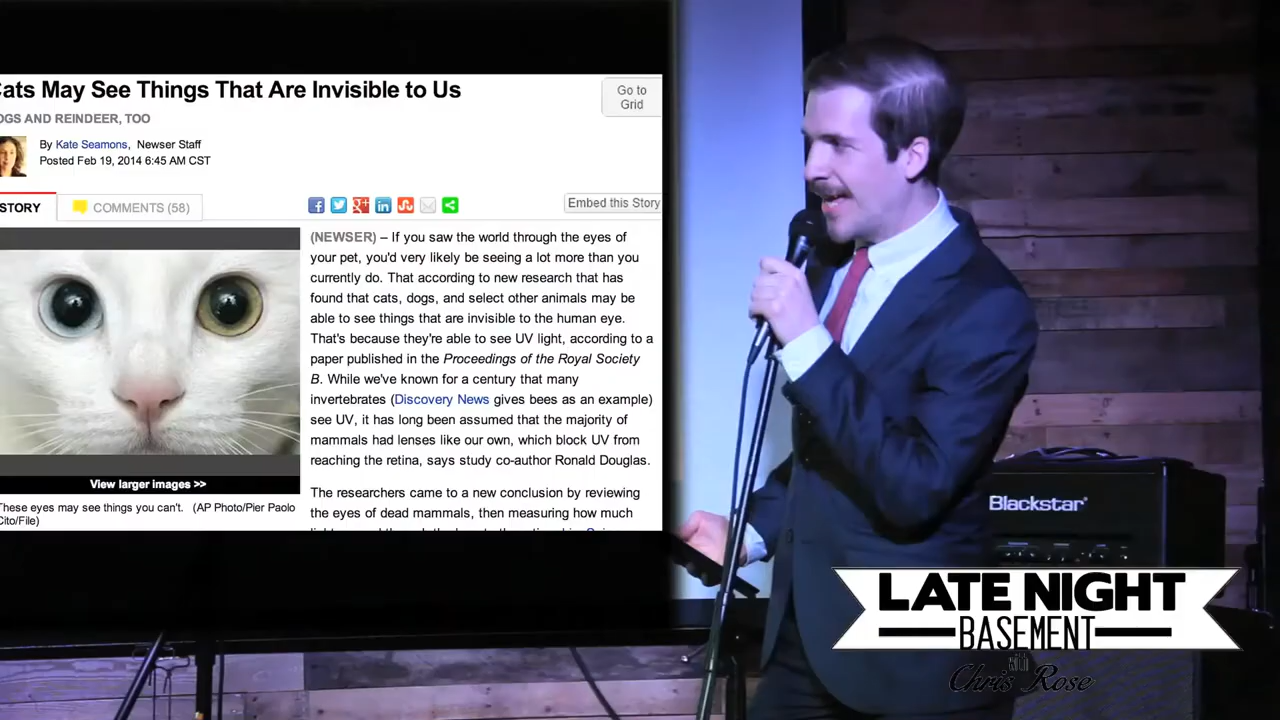 ats May See Things That Are Invisible to Us
OGS AND REINDEER, TOO
Go to
Grid
By Kate Seamons, Newser Staff
Posted Feb 19, 2014 6:45 AM CST
STORY
COMMENTS (58)
Embed this Story
(NEWSER) – If you saw the world through the eyes of
your pet, you'd very likely be seeing a lot more than you
currently do. That according to new research that has
found that cats, dogs, and select other animals may be
able to see things that are invisible to the human eye.
That's because they're able to see UV light, according to a
paper published in the Proceedings of the Royal Society
B. While we've known for a century that many
invertebrates (Discovery News gives bees as an example)
see UV, it has long been assumed that the majority of
mammals had lenses like our own, which block UV from
reaching the retina, says study co-author Ronald Douglas.
The researchers came to a new conclusion by reviewing
the eyes of dead mammals, then measuring how much
View larger images >>
These eyes may see things you can't. (AP Photo/Pier Paolo
Cito/File)
Blackstar
LATE NIGHT
BASEMENT
with
Chris Rose